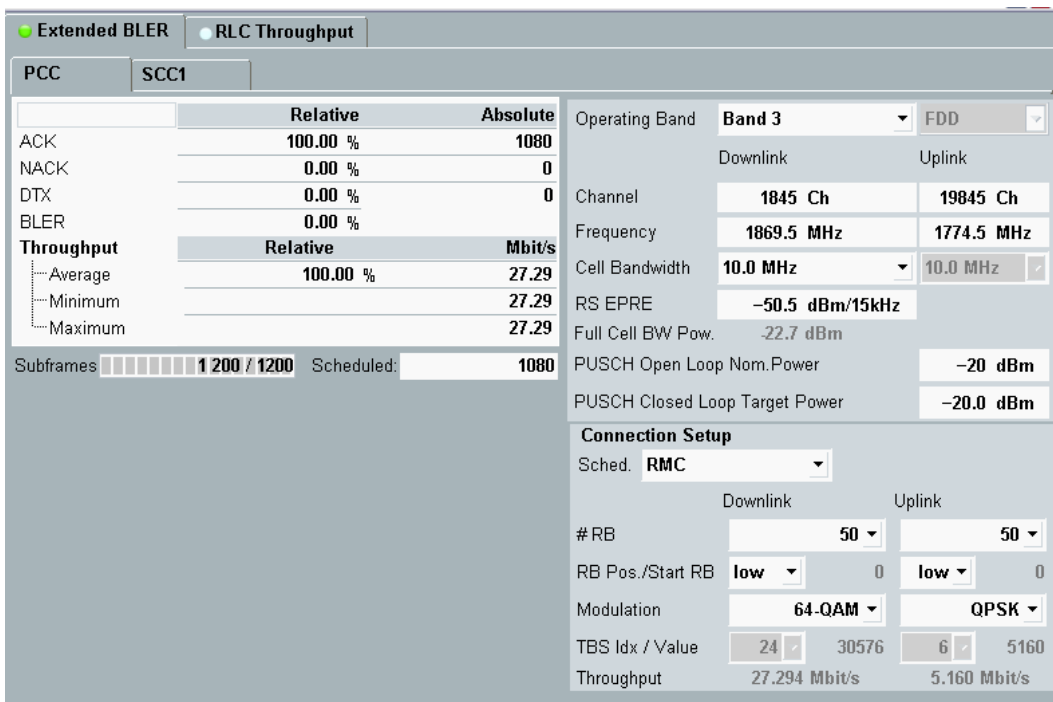 Extended BLER RLC Throughput
PCC SCC1
Relative Absolute
ACK 100.00 % 1080
NACK 0.00 % 0
DTX 0.00 % 0
BLER 0.00 %
Throughput Relative Mbit/s
Average 100.00 % 27.29
Minimum 27.29
Maximum 27.29
Subframes 1 200 / 1200 Scheduled: 1080
Operating Band Band 3 FDD
Downlink Uplink
Channel 1845 Ch 19845 Ch
Frequency 1869.5 MHz 1774.5 MHz
Cell Bandwidth 10.0 MHz 10.0 MHz
RS EPRE −50.5 dBm/15kHz
Full Cell BW Pow. -22.7 dBm
PUSCH Open Loop Nom.Power −20 dBm
PUSCH Closed Loop Target Power −20.0 dBm
Connection Setup
Sched. RMC
Downlink Uplink
# RB 50 50
RB Pos./Start RB low 0 low 0
Modulation 64-QAM QPSK
TBS Idx / Value 24 30576 6 5160
Throughput 27.294 Mbit/s 5.160 Mbit/s